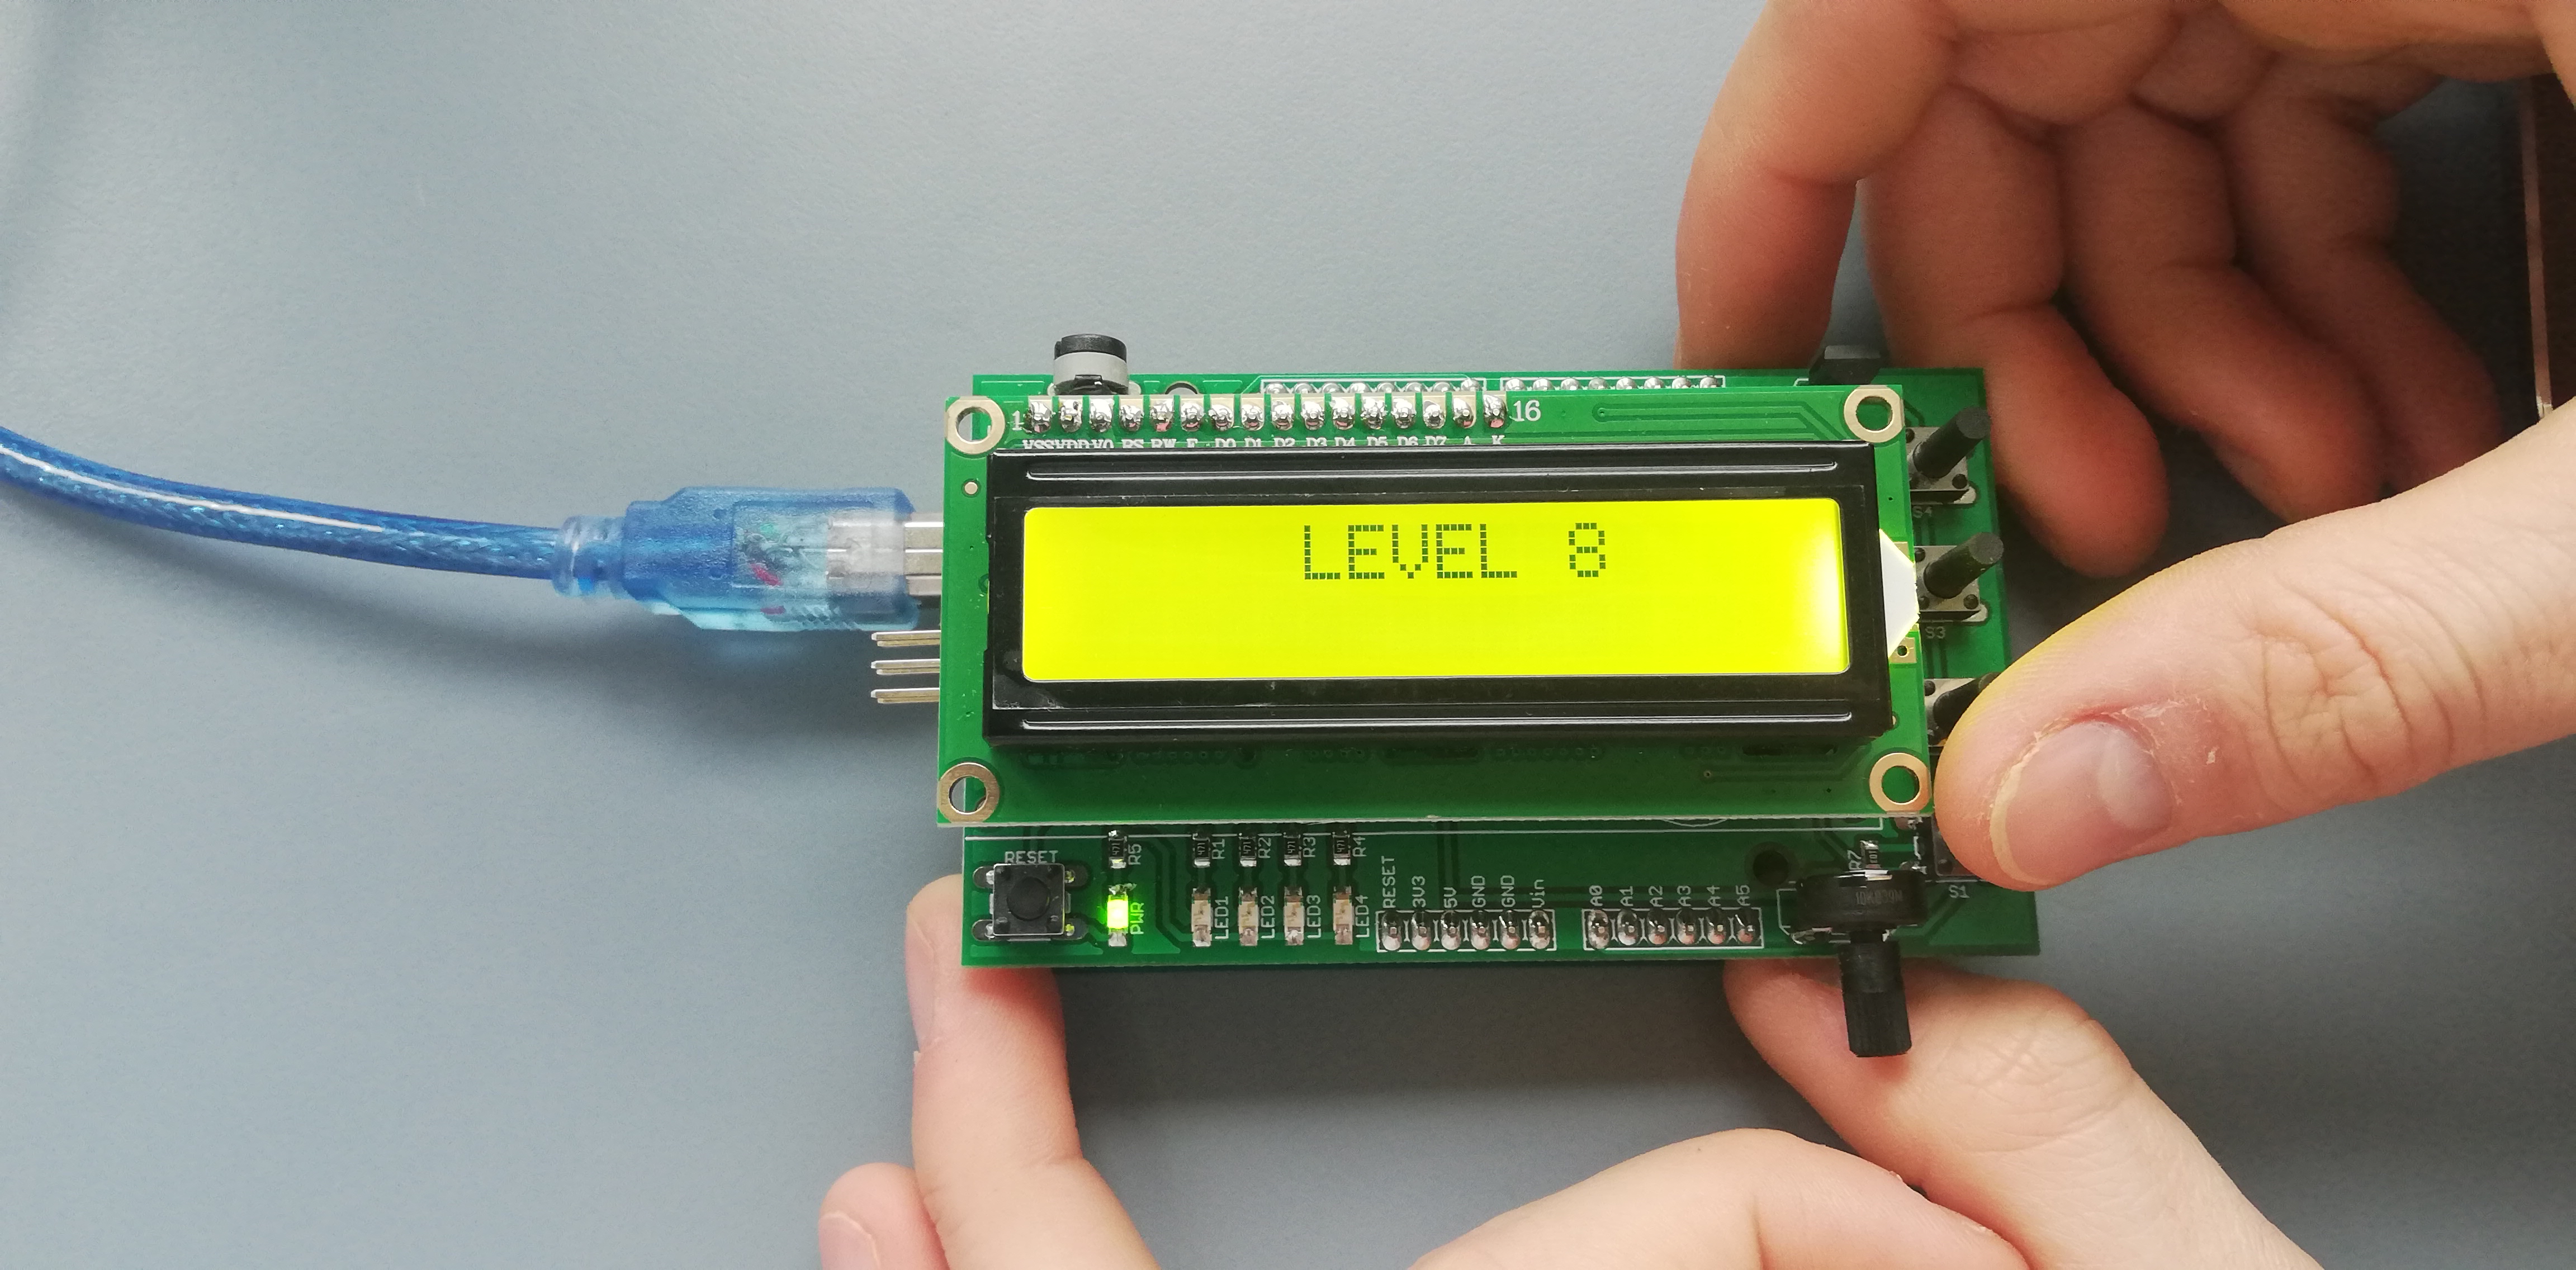 1 16
VSS VDD V0 RS RW E D0 D1 D2 D3 D4 D5 D6 D7 A K
LEVEL 8
S4
S3
RESET
R5
R1
R2
R3
R4
PWR
LED1
LED2
LED3
LED4
RESET
3V3
5V
GND
GND
Vin
A0
A1
A2
A3
A4
A5
R7
S1